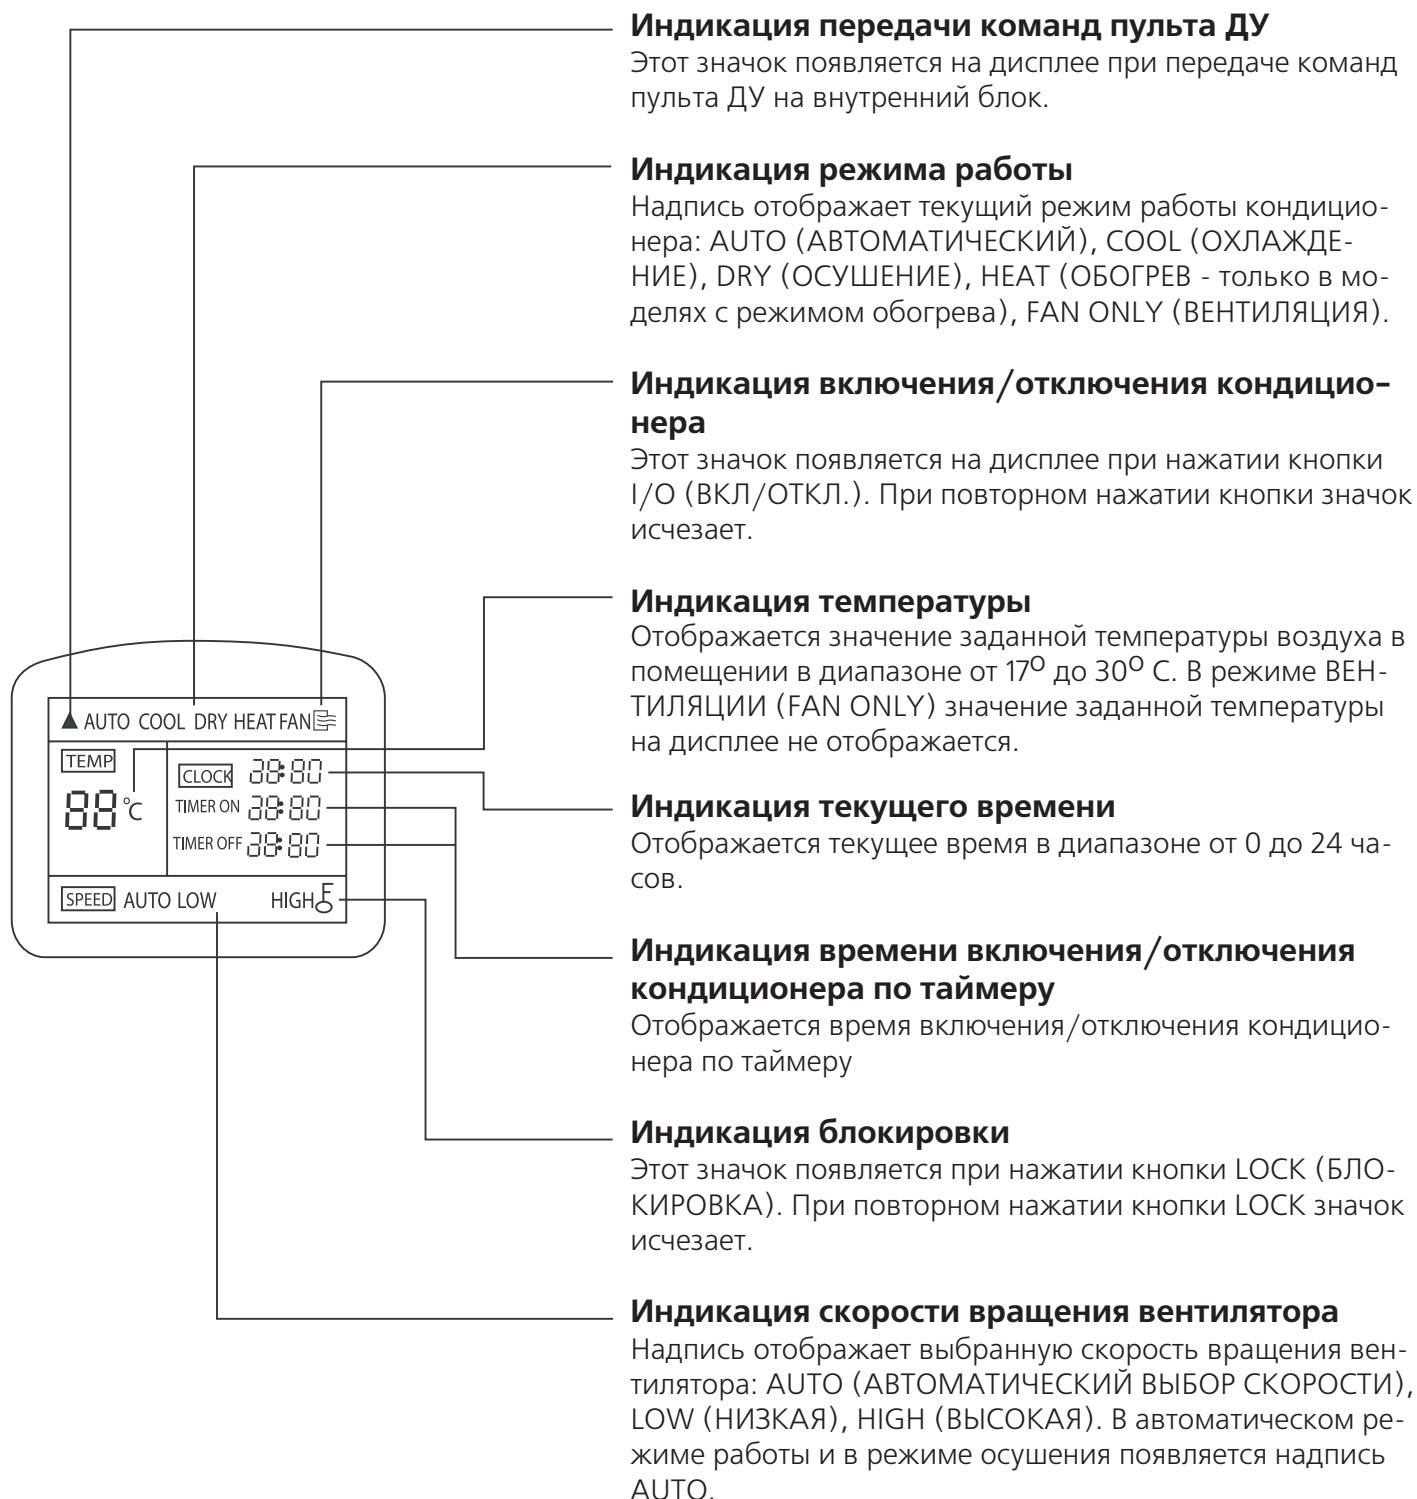 Индикация передачи команд пульта ДУ
Этот значок появляется на дисплее при передаче команд
пульта ДУ на внутренний блок.
Индикация режима работы
Надпись отображает текущий режим работы кондицио-
нера: AUTO (АВТОМАТИЧЕСКИЙ), COOL (ОХЛАЖДЕ-
НИЕ), DRY (ОСУШЕНИЕ), HEAT (ОБОГРЕВ - только в мо-
делях с режимом обогрева), FAN ONLY (ВЕНТИЛЯЦИЯ).
Индикация включения/отключения кондицио-
нера
Этот значок появляется на дисплее при нажатии кнопки
I/O (ВКЛ/ОТКЛ.). При повторном нажатии кнопки значок
исчезает.
Индикация температуры
Отображается значение заданной температуры воздуха в
помещении в диапазоне от 17О до 30О С. В режиме ВЕН-
ТИЛЯЦИИ (FAN ONLY) значение заданной температуры
на дисплее не отображается.
Индикация текущего времени
Отображается текущее время в диапазоне от 0 до 24 ча-
сов.
Индикация времени включения/отключения
кондиционера по таймеру
Отображается время включения/отключения кондицио-
нера по таймеру
Индикация блокировки
Этот значок появляется при нажатии кнопки LOCK (БЛО-
КИРОВКА). При повторном нажатии кнопки LOCK значок
исчезает.
Индикация скорости вращения вентилятора
Надпись отображает выбранную скорость вращения вен-
тилятора: AUTO (АВТОМАТИЧЕСКИЙ ВЫБОР СКОРОСТИ),
LOW (НИЗКАЯ), HIGH (ВЫСОКАЯ). В автоматическом ре-
жиме работы и в режиме осушения появляется надпись
AUTO.
AUTO COOL DRY HEAT FAN
TEMP
88 °C
CLOCK 28:80
TIMER ON 28:80
TIMER OFF 28:80
SPEED AUTO LOW HIGH